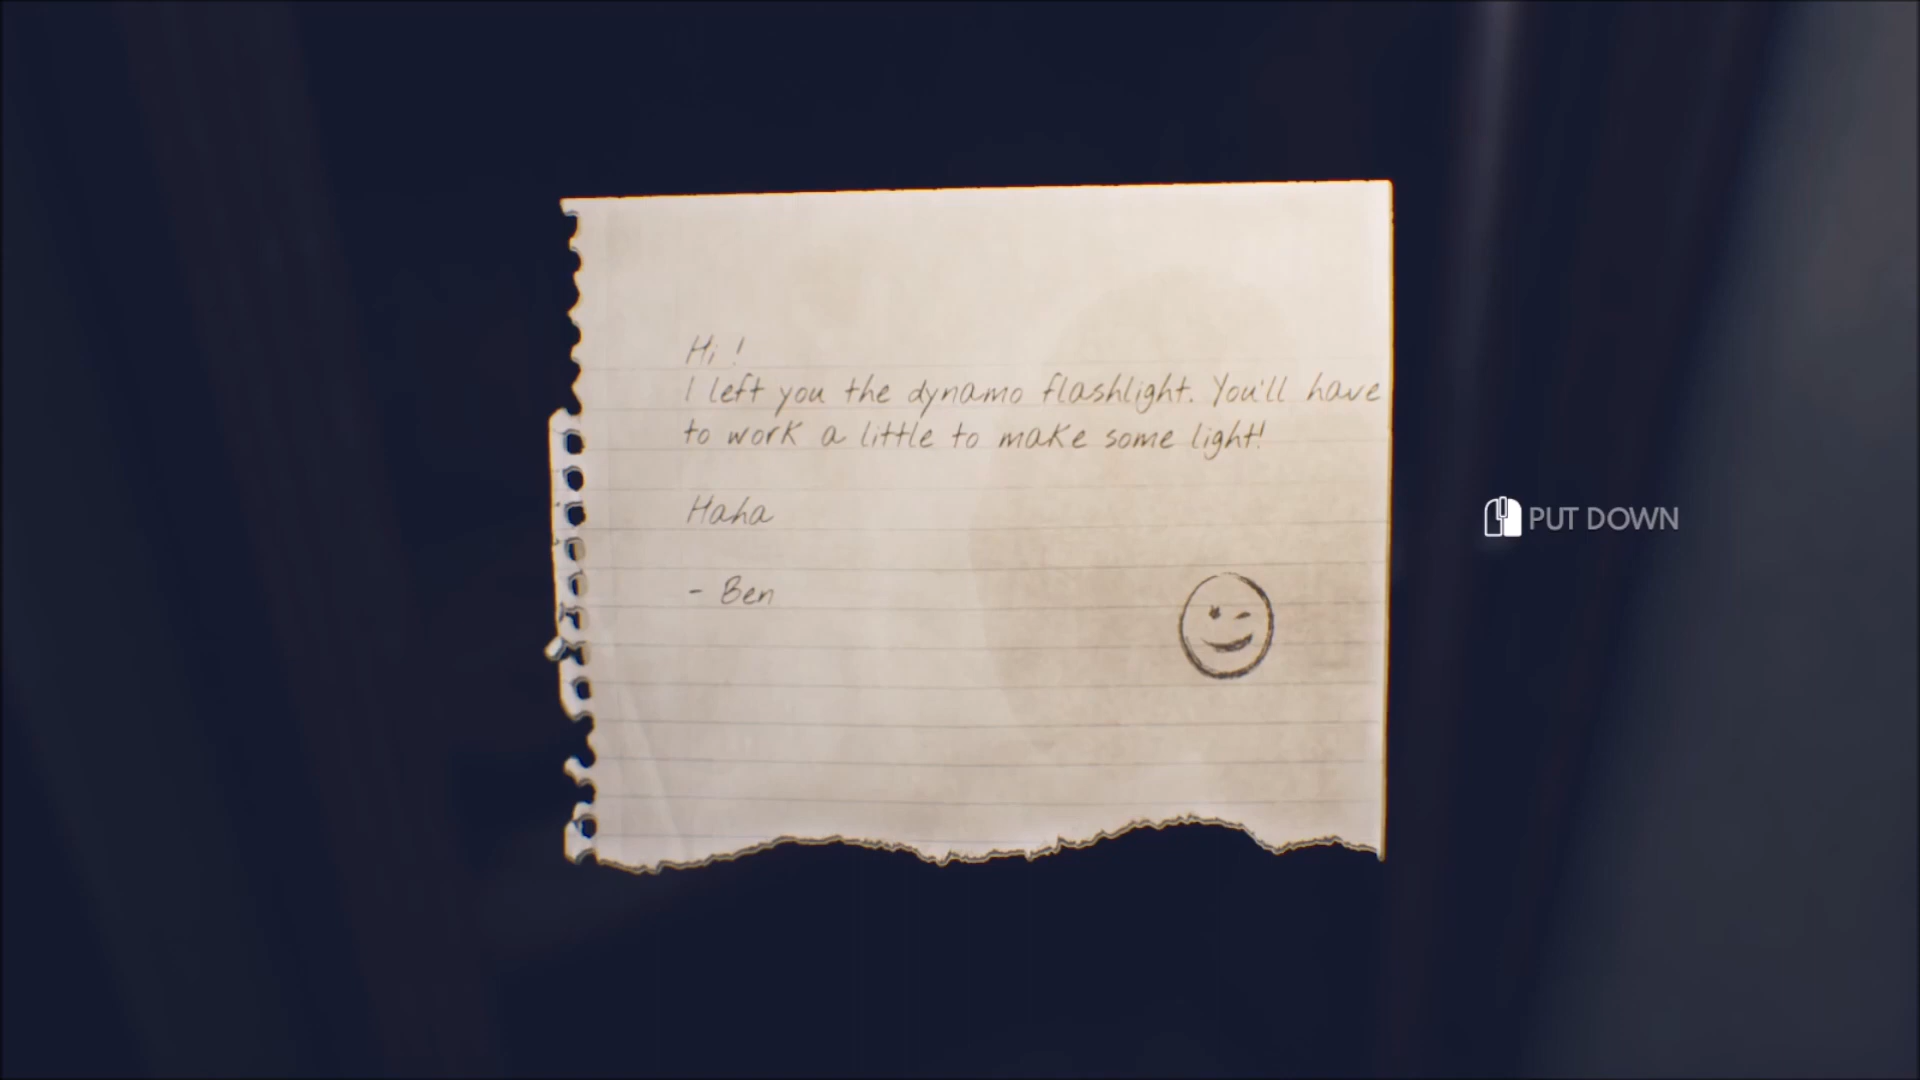 Hi !
I left you the dynamo flashlight. You'll have
to work a little to make some light!
Haha
- Ben
PUT DOWN